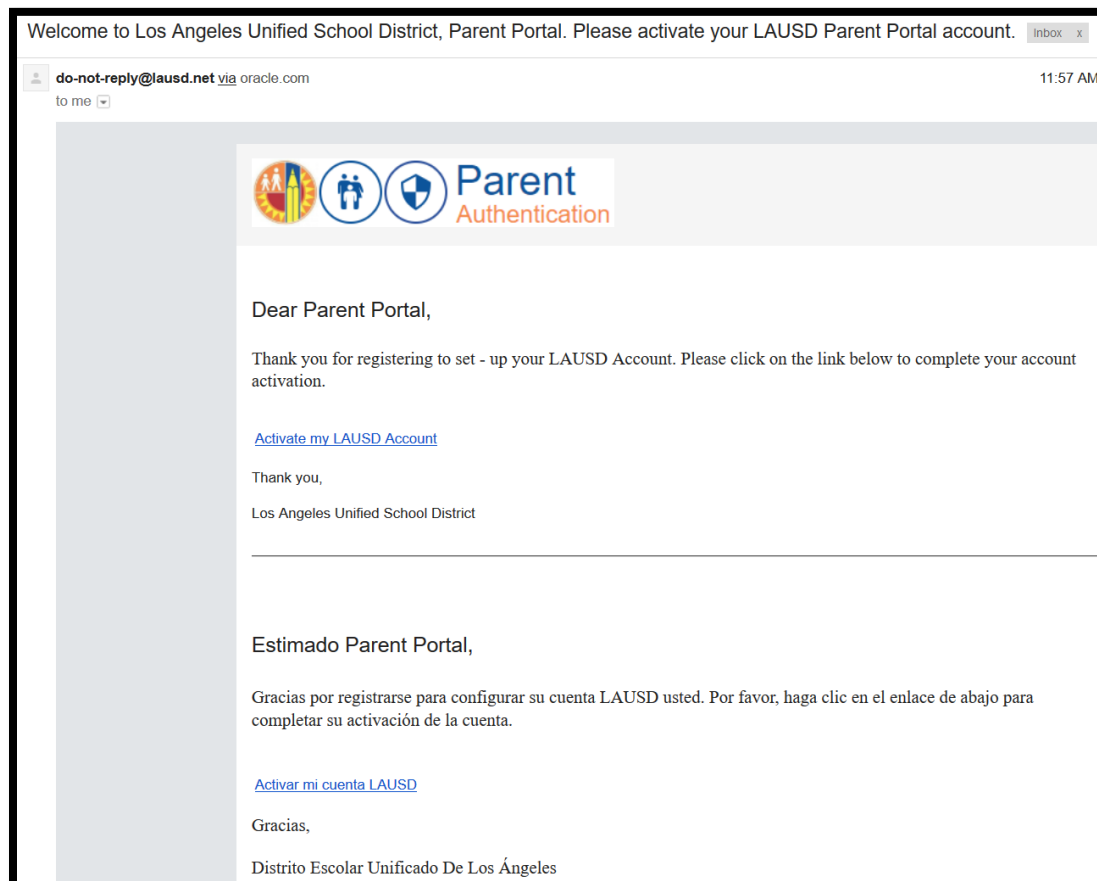 Welcome to Los Angeles Unified School District, Parent Portal. Please activate your LAUSD Parent Portal account. Inbox x
do-not-reply@lausd.net via oracle.com 11:57 AM
to me
Parent
Authentication
Dear Parent Portal,
Thank you for registering to set - up your LAUSD Account. Please click on the link below to complete your account
activation.
Activate my LAUSD Account
Thank you,
Los Angeles Unified School District
Estimado Parent Portal,
Gracias por registrarse para configurar su cuenta LAUSD usted. Por favor, haga clic en el enlace de abajo para
completar su activación de la cuenta.
Activar mi cuenta LAUSD
Gracias,
Distrito Escolar Unificado De Los Ángeles